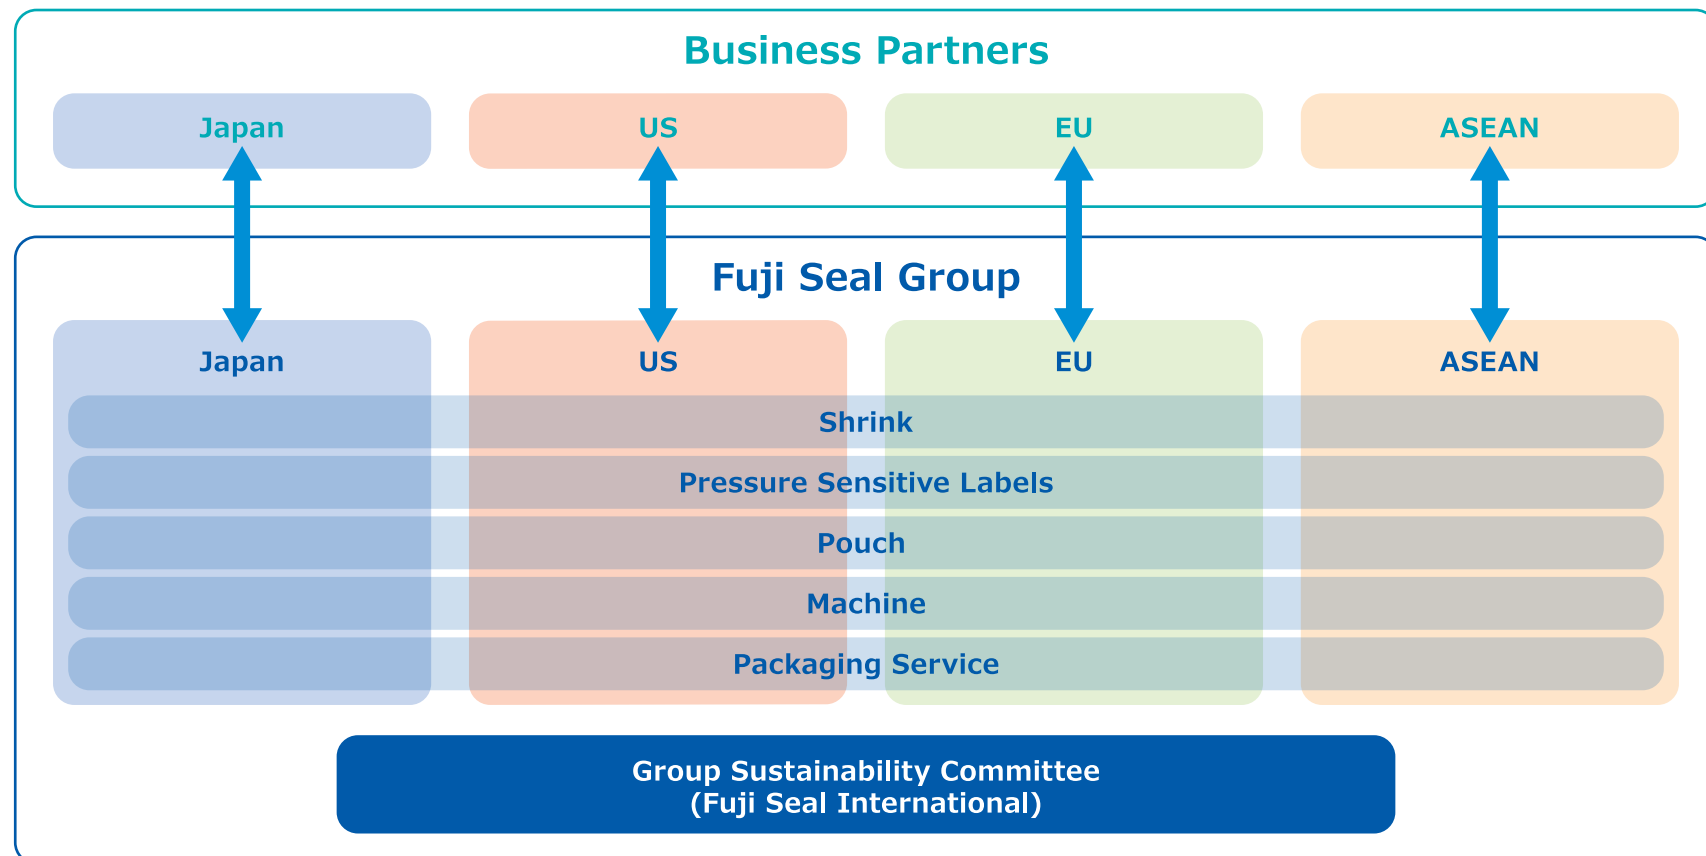 Business Partners
Japan
US
EU
ASEAN
Fuji Seal Group
Japan
US
EU
ASEAN
Shrink
Pressure Sensitive Labels
Pouch
Machine
Packaging Service
Group Sustainability Committee
(Fuji Seal International)